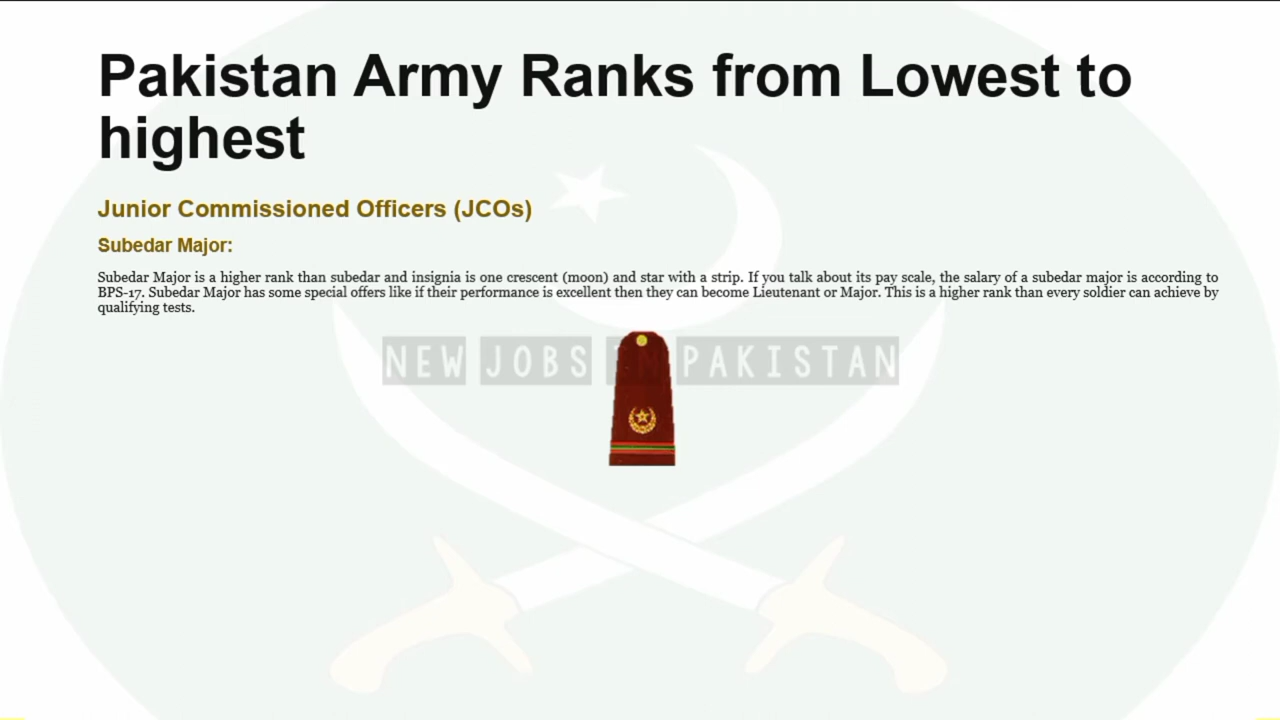 Pakistan Army Ranks from Lowest to
highest
Junior Commissioned Officers (JCOs)
Subedar Major:
Subedar Major is a higher rank than subedar and insignia is one crescent (moon) and star with a strip. If you talk about its pay scale, the salary of a subedar major is according to
BPS-17. Subedar Major has some special offers like if their performance is excellent then they can become Lieutenant or Major. This is a higher rank than every soldier can achieve by
qualifying tests.
NEW JOBS IN PAKISTAN